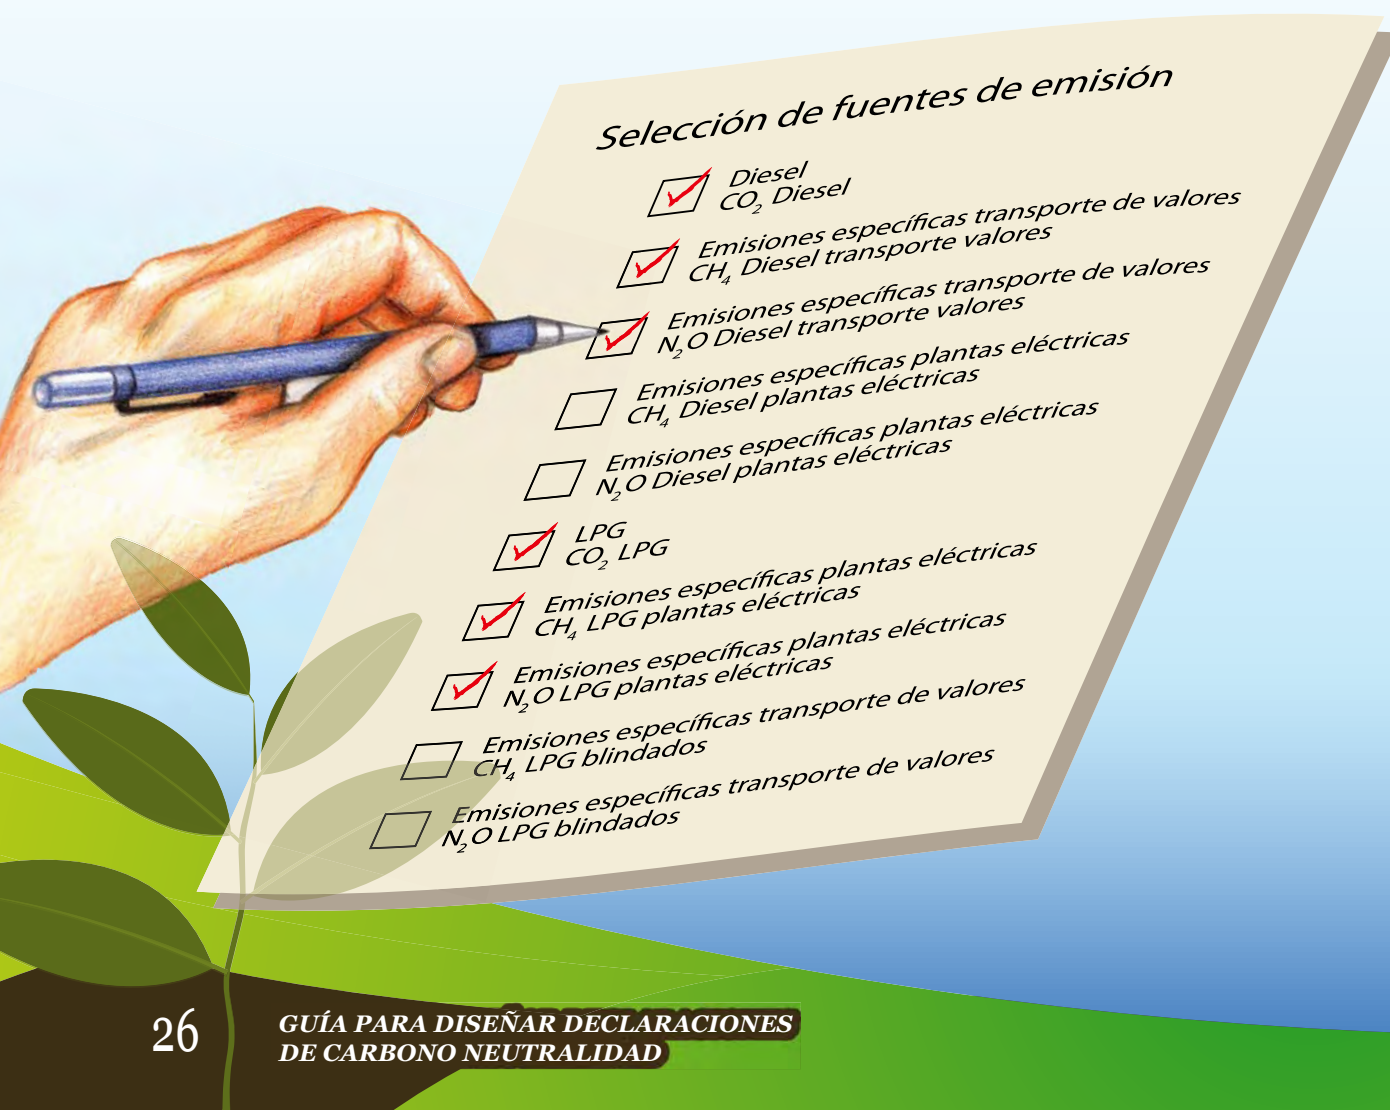 Selección de fuentes de emisión
Diesel
CO₂ Diesel
Emisiones específicas transporte de valores
CH₄ Diesel transporte valores
Emisiones específicas transporte de valores
N₂O Diesel transporte valores
Emisiones específicas plantas eléctricas
CH₄ Diesel plantas eléctricas
Emisiones específicas plantas eléctricas
N₂O Diesel plantas eléctricas
LPG
CO₂ LPG
Emisiones específicas plantas eléctricas
CH₄ LPG plantas eléctricas
Emisiones específicas plantas eléctricas
N₂O LPG plantas eléctricas
Emisiones específicas transporte de valores
CH₄ LPG blindados
Emisiones específicas transporte de valores
N₂O LPG blindados
26
GUÍA PARA DISEÑAR DECLARACIONES
DE CARBONO NEUTRALIDAD